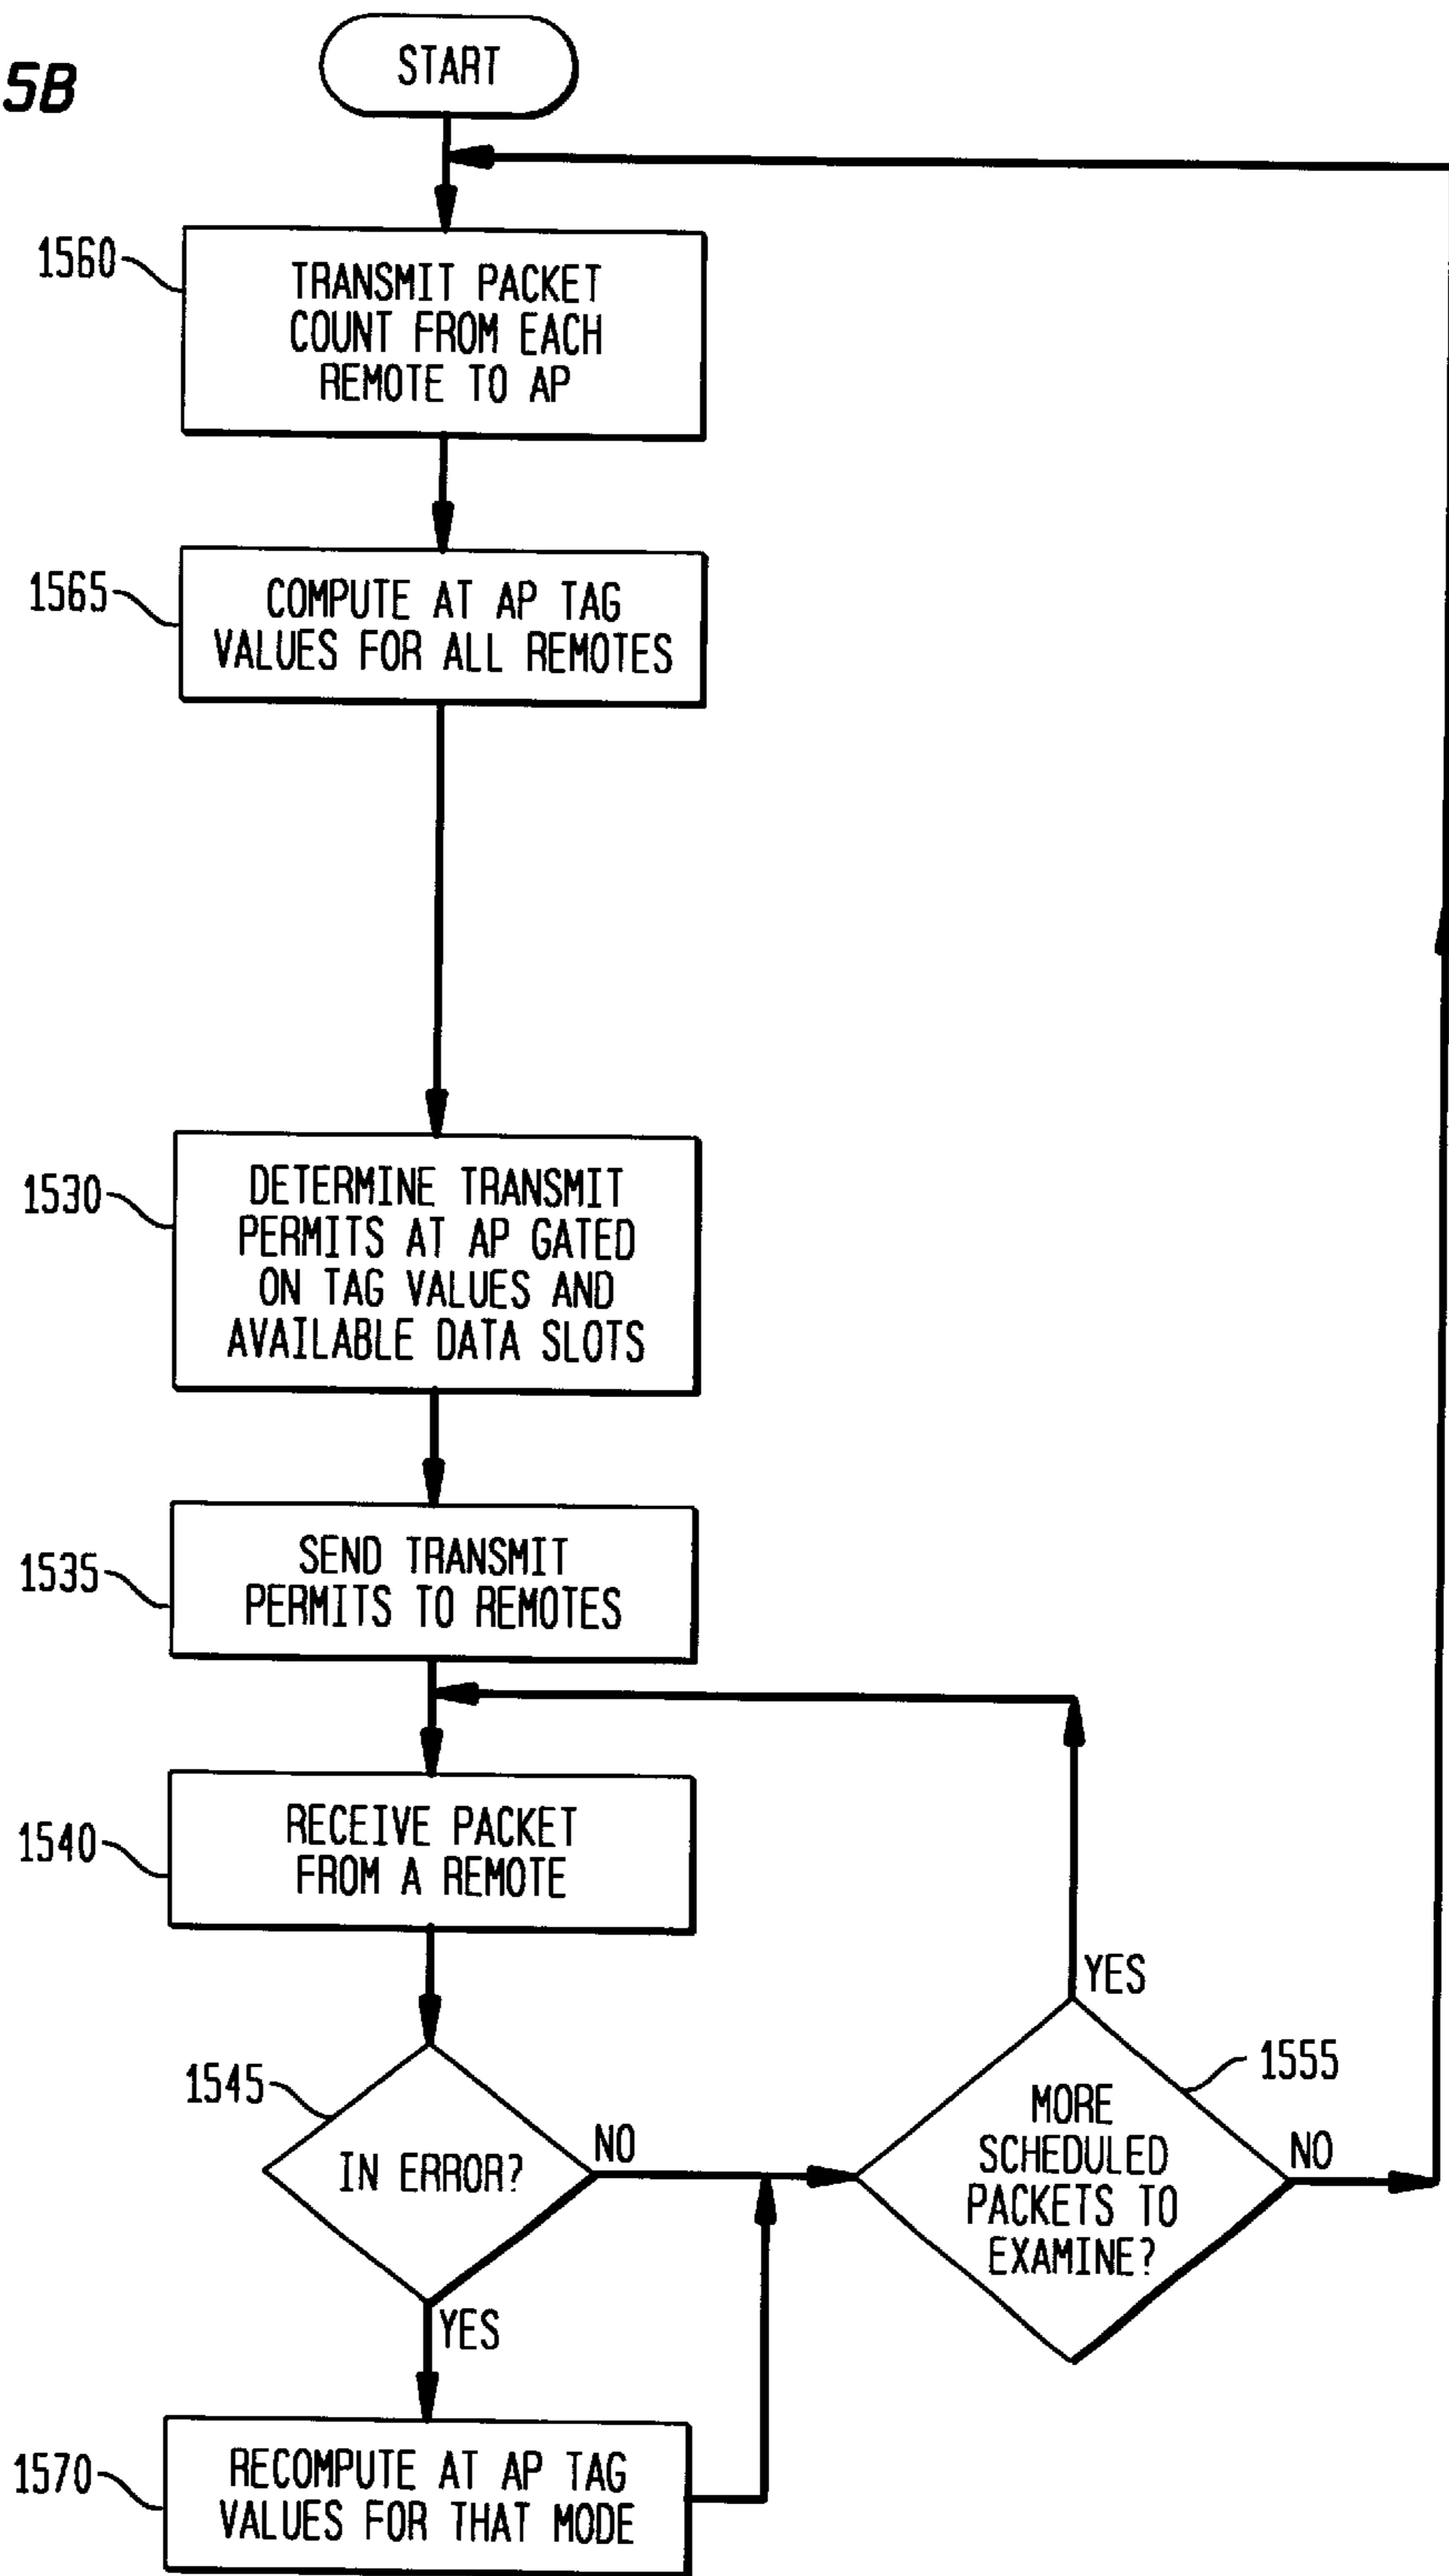 5B
START
1560
TRANSMIT PACKET
COUNT FROM EACH
REMOTE TO AP
1565
COMPUTE AT AP TAG
VALUES FOR ALL REMOTES
1530
DETERMINE TRANSMIT
PERMITS AT AP GATED
ON TAG VALUES AND
AVAILABLE DATA SLOTS
1535
SEND TRANSMIT
PERMITS TO REMOTES
1540
RECEIVE PACKET
FROM A REMOTE
1545
IN ERROR?
NO
YES
1555
MORE
SCHEDULED
PACKETS TO
EXAMINE?
YES
NO
1570
RECOMPUTE AT AP TAG
VALUES FOR THAT MODE